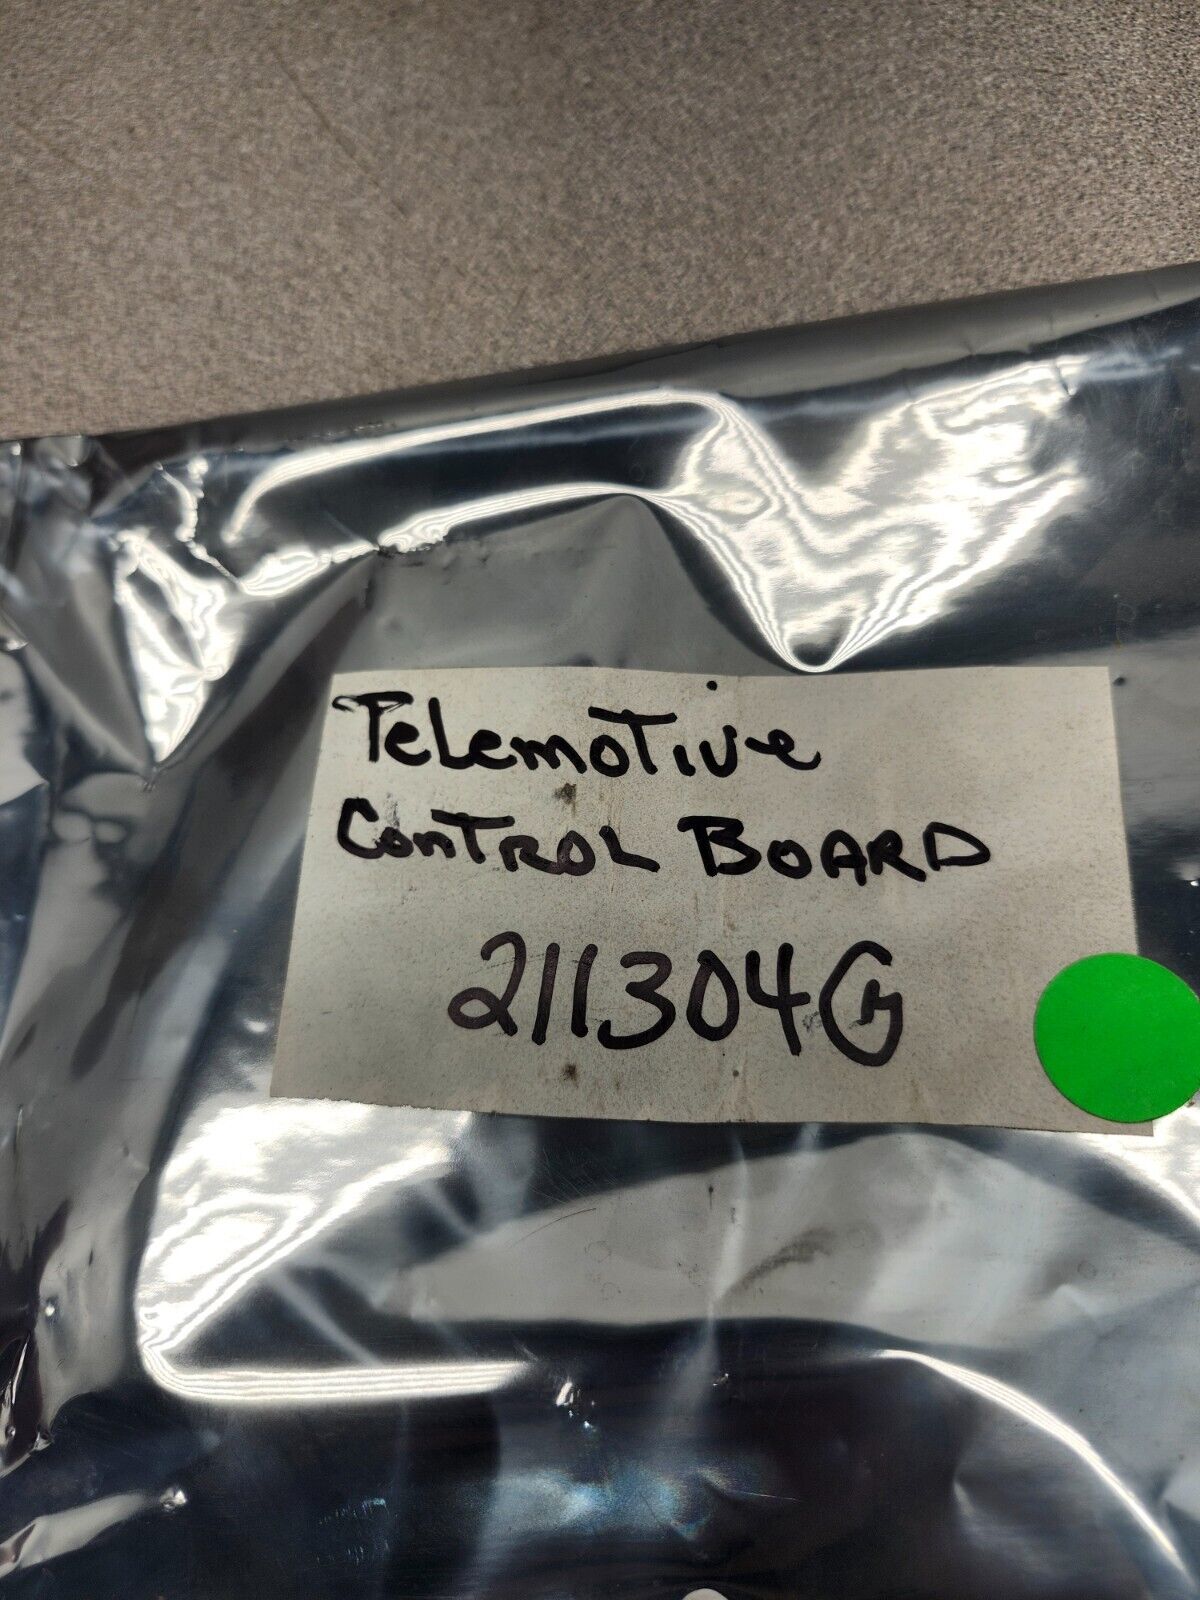 Telemotive
Control Board
211304G